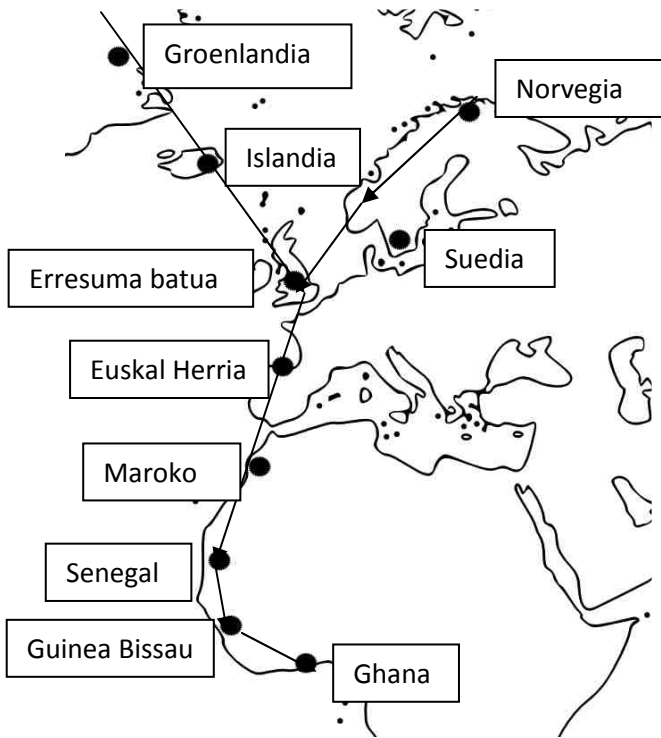 Groenlandia
Norvegia
Islandia
Suedia
Erresuma batua
Euskal Herria
Maroko
Senegal
Guinea Bissau
Ghana